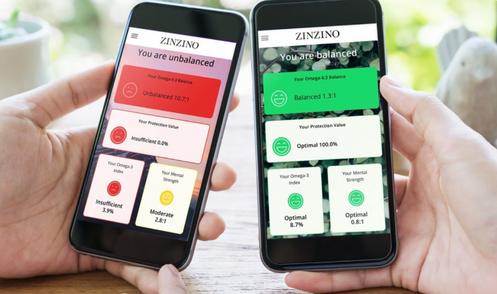 ZINZINO
You are unbalanced
Your Omega-6:3 Balance
Unbalanced 10.7:1
Your Protection Value
Insufficient 0.0%
Your Omega-3
Index
Insufficient
3.9%
Your Mental
Strength
Moderate
2.8:1
ZINZINO
You are balanced
Your Omega-6:3 Balance
Balanced 1.3:1
Your Protection Value
Optimal 100.0%
Your Omega-3
Index
Optimal
8.7%
Your Mental
Strength
Optimal
0.8:1